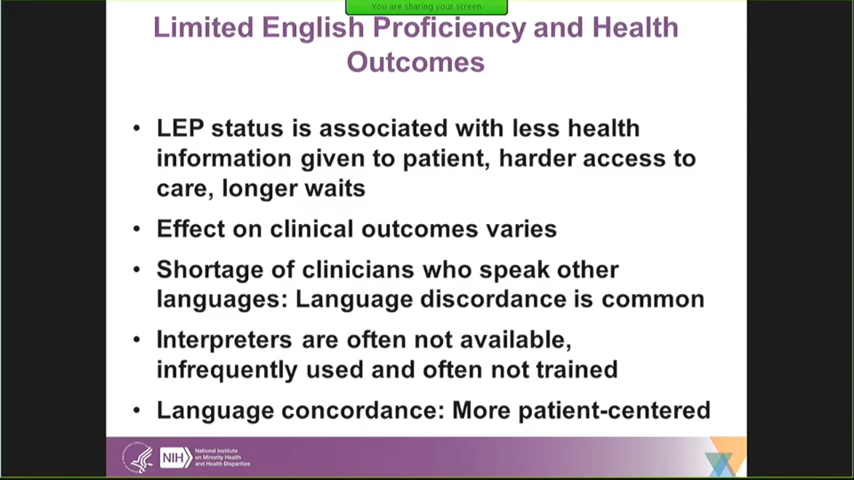 You are sharing your screen.
Limited English Proficiency and Health
Outcomes
• LEP status is associated with less health
information given to patient, harder access to
care, longer waits
• Effect on clinical outcomes varies
• Shortage of clinicians who speak other
languages: Language discordance is common
• Interpreters are often not available,
infrequently used and often not trained
• Language concordance: More patient-centered
NIH
National Institute
on Minority Health
and Health Disparities